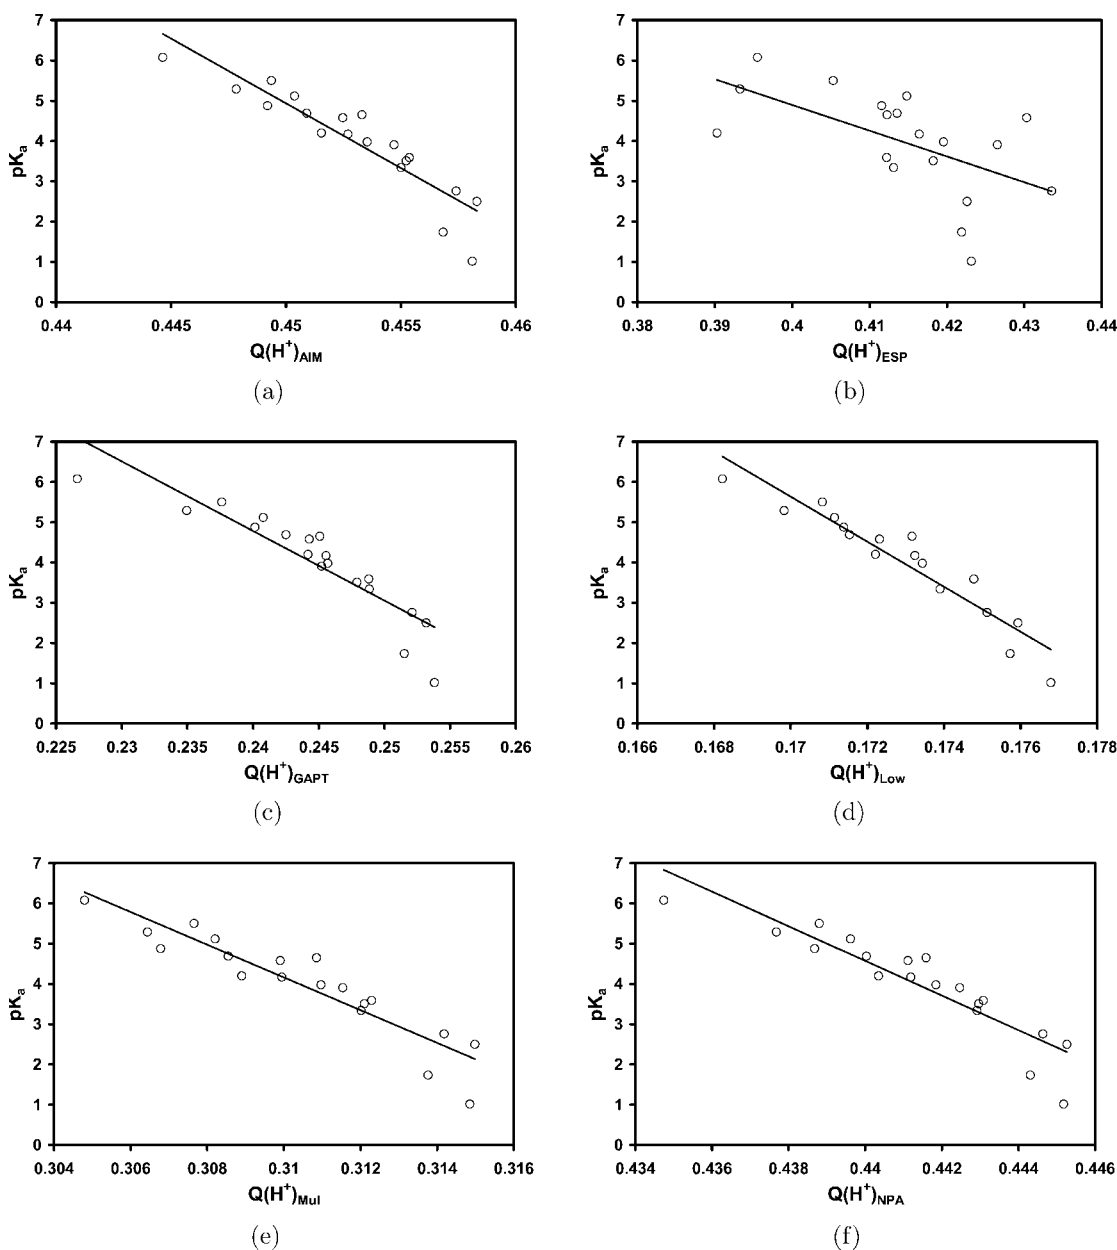 7
6
5
4
3
2
1
0
pKa
0.44 0.445 0.45 0.455 0.46
Q(H+)AIM
(a)
7
6
5
4
3
2
1
0
pKa
0.38 0.39 0.4 0.41 0.42 0.43 0.44
Q(H+)ESP
(b)
7
6
5
4
3
2
1
0
pKa
0.225 0.23 0.235 0.24 0.245 0.25 0.255 0.26
Q(H+)GAPT
(c)
7
6
5
4
3
2
1
0
pKa
0.166 0.168 0.17 0.172 0.174 0.176 0.178
Q(H+)Low
(d)
7
6
5
4
3
2
1
0
pKa
0.304 0.306 0.308 0.31 0.312 0.314 0.316
Q(H+)Mul
(e)
7
6
5
4
3
2
1
0
pKa
0.434 0.436 0.438 0.44 0.442 0.444 0.446
Q(H+)NPA
(f)